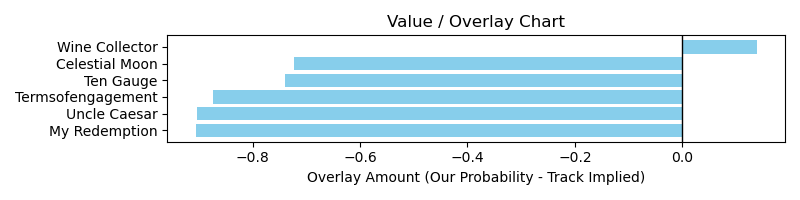 Value / Overlay Chart
Wine Collector
Celestial Moon
Ten Gauge
Termsofengagement
Uncle Caesar
My Redemption
−0.8 −0.6 −0.4 −0.2 0.0
Overlay Amount (Our Probability - Track Implied)